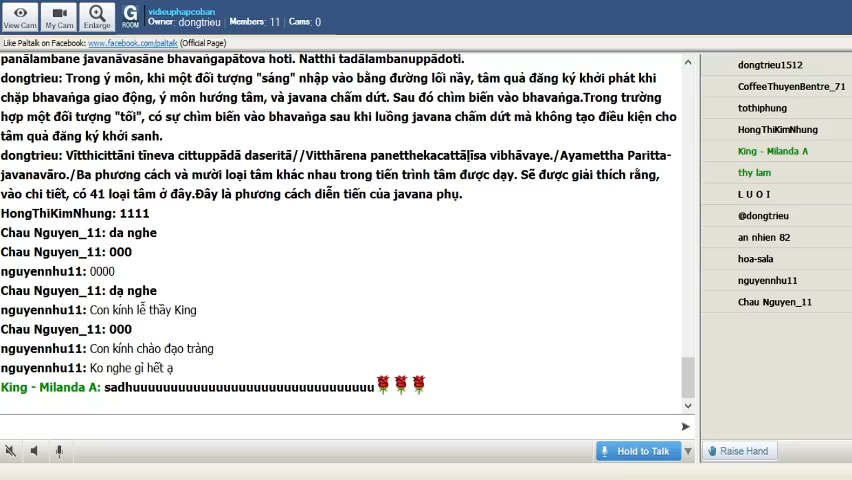 View Cam
My Cam
Enlarge
G
ROOM
vidieuphapcoban
Owner: dongtrieu | Members: 11 | Cams: 0
Like Paltalk on Facebook: www.facebook.com/paltalk (Official Page)
panālambane javanāvasāne bhavaṅgapātova hoti. Natthi tadālambanuppādoti.
dongtrieu: Trong ý môn, khi một đối tượng "sáng" nhập vào bằng đường lối nầy, tâm quả đăng ký khởi phát khi
chặp bhavaṅga giao động, ý môn hướng tâm, và javana chấm dứt. Sau đó chìm biến vào bhavaṅga.Trong trường
hợp một đối tượng "tối", có sự chìm biến vào bhavaṅga sau khi luồng javana chấm dứt mà không tạo điều kiện cho
tâm quả đăng ký khởi sanh.
dongtrieu: Vītthicittāni tīneva cittuppādā daseritā//Vitthārena panetthekacattāḷīsa vibhāvaye./Ayamettha Paritta-
javanavāro./Ba phương cách và mười loại tâm khác nhau trong tiến trình tâm được dạy. Sẽ được giải thích rằng,
vào chi tiết, có 41 loại tâm ở đây.Đây là phương cách diễn tiến của javana phụ.
HongThiKimNhung: 1111
Chau Nguyen_11: da nghe
Chau Nguyen_11: 000
nguyennhu11: 0000
Chau Nguyen_11: dạ nghe
nguyennhu11: Con kính lễ thầy King
Chau Nguyen_11: 000
nguyennhu11: Con kính chào đạo tràng
nguyennhu11: Ko nghe gì hết ạ
King - Milanda A: sadhuuuuuuuuuuuuuuuuuuuuuuuuuuuuuuuu
Hold to Talk
dongtrieu1512
CoffeeThuyenBentre_71
tothiphung
HongThiKimNhung
King - Milanda A
thy lam
L U O I
@dongtrieu
an nhien 82
hoa-sala
nguyennhu11
Chau Nguyen_11
Raise Hand